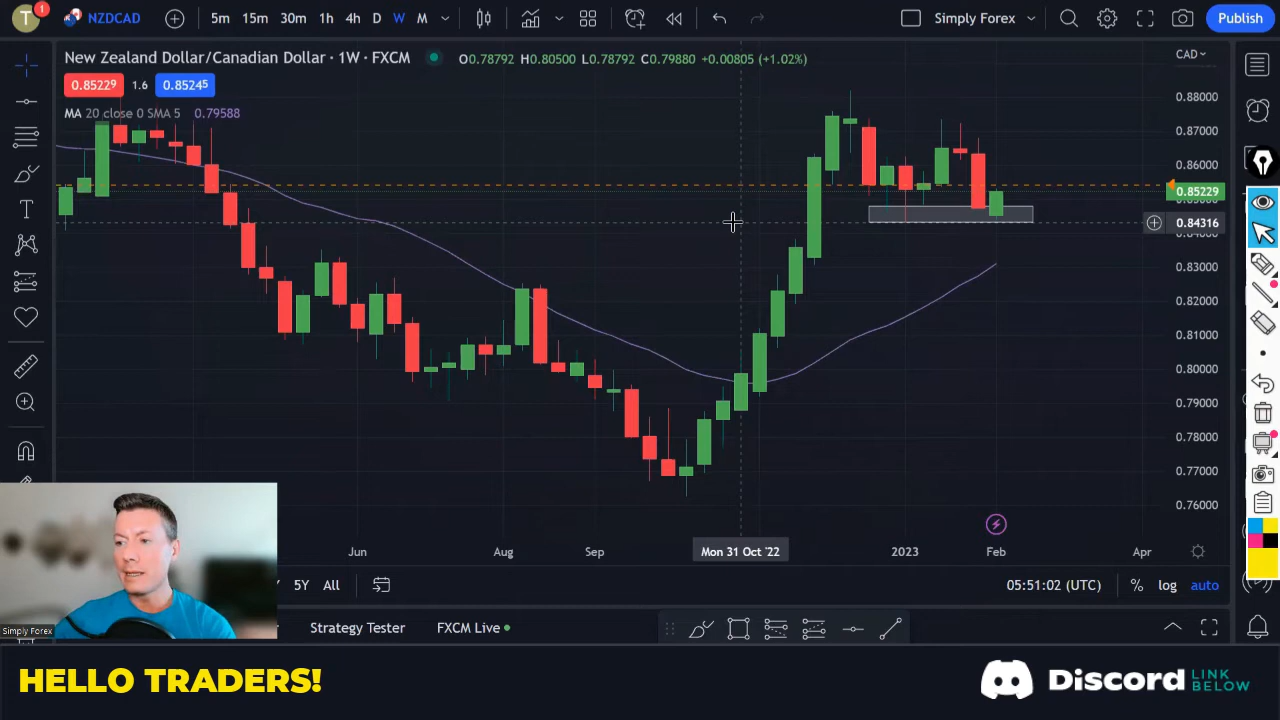 T 1 NZDCAD 5m 15m 30m 1h 4h D W M Simply Forex Publish
New Zealand Dollar/Canadian Dollar · 1W · FXCM O0.78792 H0.80500 L0.78792 C0.79880 +0.00805 (+1.02%) CAD
0.85229 1.6 0.85245
MA 20 close 0 SMA 5 0.79588
0.88000
0.87000
0.86000
0.85229
0.84316
0.83000
0.82000
0.81000
0.80000
0.79000
0.78000
0.77000
0.76000
Jun Aug Sep Mon 31 Oct '22 2023 Feb Apr
5Y All 05:51:02 (UTC) % log auto
Simply Forex Strategy Tester FXCM Live
HELLO TRADERS! Discord LINK
BELOW